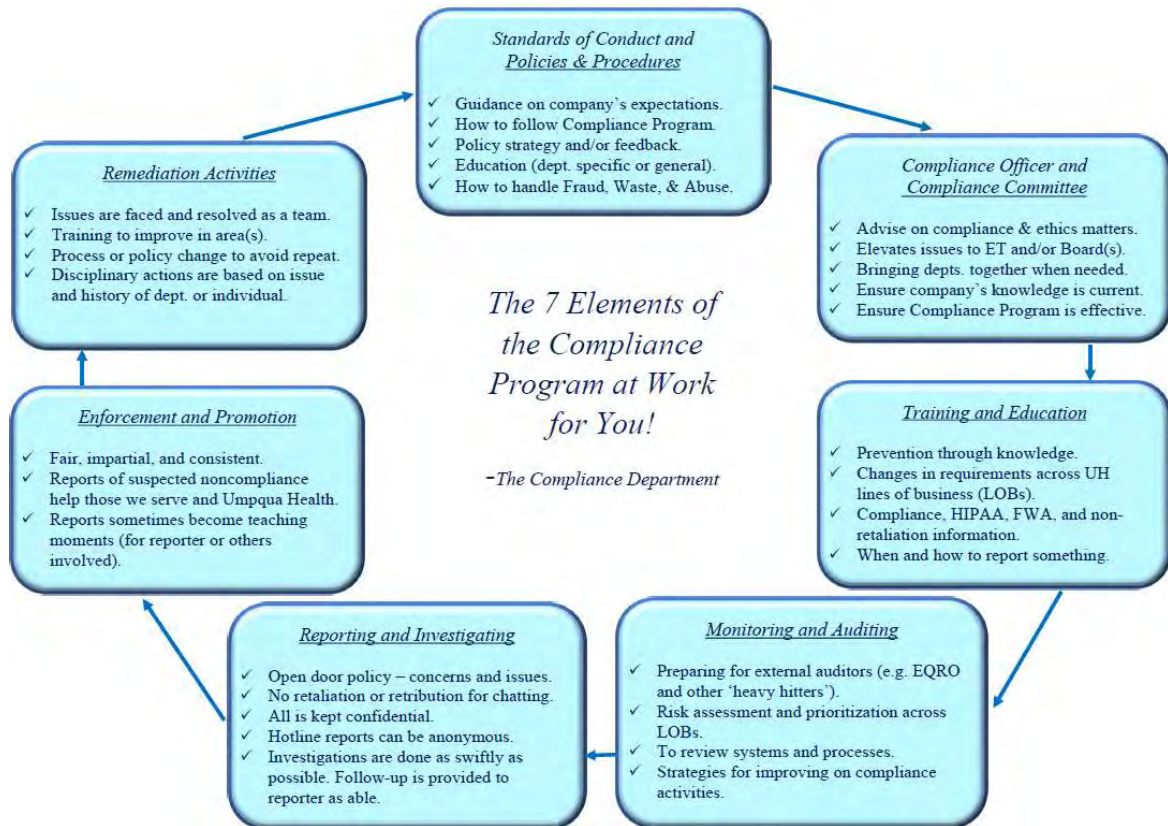 Standards of Conduct and
Policies & Procedures
✓ Guidance on company's expectations.
✓ How to follow Compliance Program.
✓ Policy strategy and/or feedback.
✓ Education (dept. specific or general).
✓ How to handle Fraud, Waste, & Abuse.
Compliance Officer and
Compliance Committee
✓ Advise on compliance & ethics matters.
✓ Elevates issues to ET and/or Board(s).
✓ Bringing depts. together when needed.
✓ Ensure company's knowledge is current.
✓ Ensure Compliance Program is effective.
Training and Education
✓ Prevention through knowledge.
✓ Changes in requirements across UH
lines of business (LOBs).
✓ Compliance, HIPAA, FWA, and non-
retaliation information.
✓ When and how to report something.
Monitoring and Auditing
✓ Preparing for external auditors (e.g. EQRO
and other ‘heavy hitters’).
✓ Risk assessment and prioritization across
LOBs.
✓ To review systems and processes.
✓ Strategies for improving on compliance
activities.
Reporting and Investigating
✓ Open door policy – concerns and issues.
✓ No retaliation or retribution for chatting.
✓ All is kept confidential.
✓ Hotline reports can be anonymous.
✓ Investigations are done as swiftly as
possible. Follow-up is provided to
reporter as able.
Enforcement and Promotion
✓ Fair, impartial, and consistent.
✓ Reports of suspected noncompliance
help those we serve and Umpqua Health.
✓ Reports sometimes become teaching
moments (for reporter or others
involved).
Remediation Activities
✓ Issues are faced and resolved as a team.
✓ Training to improve in area(s).
✓ Process or policy change to avoid repeat.
✓ Disciplinary actions are based on issue
and history of dept. or individual.
The 7 Elements of
the Compliance
Program at Work
for You!
-The Compliance Department